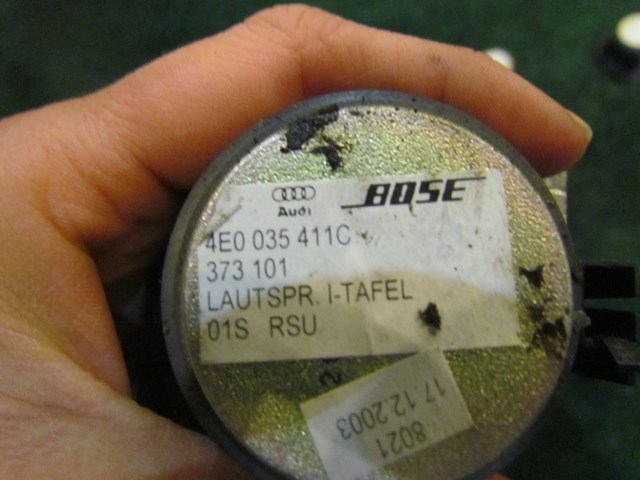 Audi BOSE
4E0 035 411C
373 101
LAUTSPR. I-TAFEL
01S RSU
8021
17.12.2003